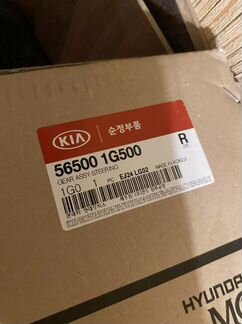 KIA 순정부품
R
56500 1G500
GEAR ASSY-STEERING
1G0 1 PC EJ24 LG02 MADE IN KOREA
HYUNDAI
MO